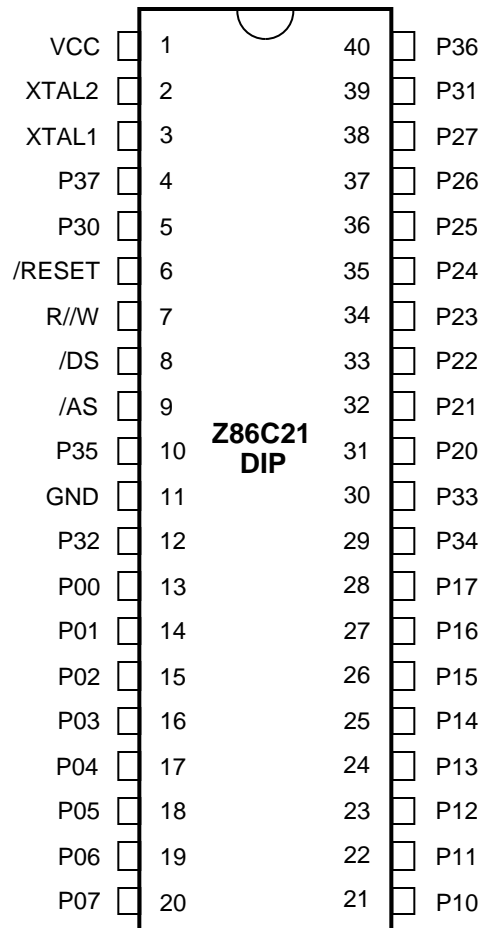 VCC 1 40 P36
XTAL2 2 39 P31
XTAL1 3 38 P27
P37 4 37 P26
P30 5 36 P25
/RESET 6 35 P24
R//W 7 34 P23
/DS 8 33 P22
/AS 9 32 P21
Z86C21
P35 10 31 P20
DIP
GND 11 30 P33
P32 12 29 P34
P00 13 28 P17
P01 14 27 P16
P02 15 26 P15
P03 16 25 P14
P04 17 24 P13
P05 18 23 P12
P06 19 22 P11
P07 20 21 P10